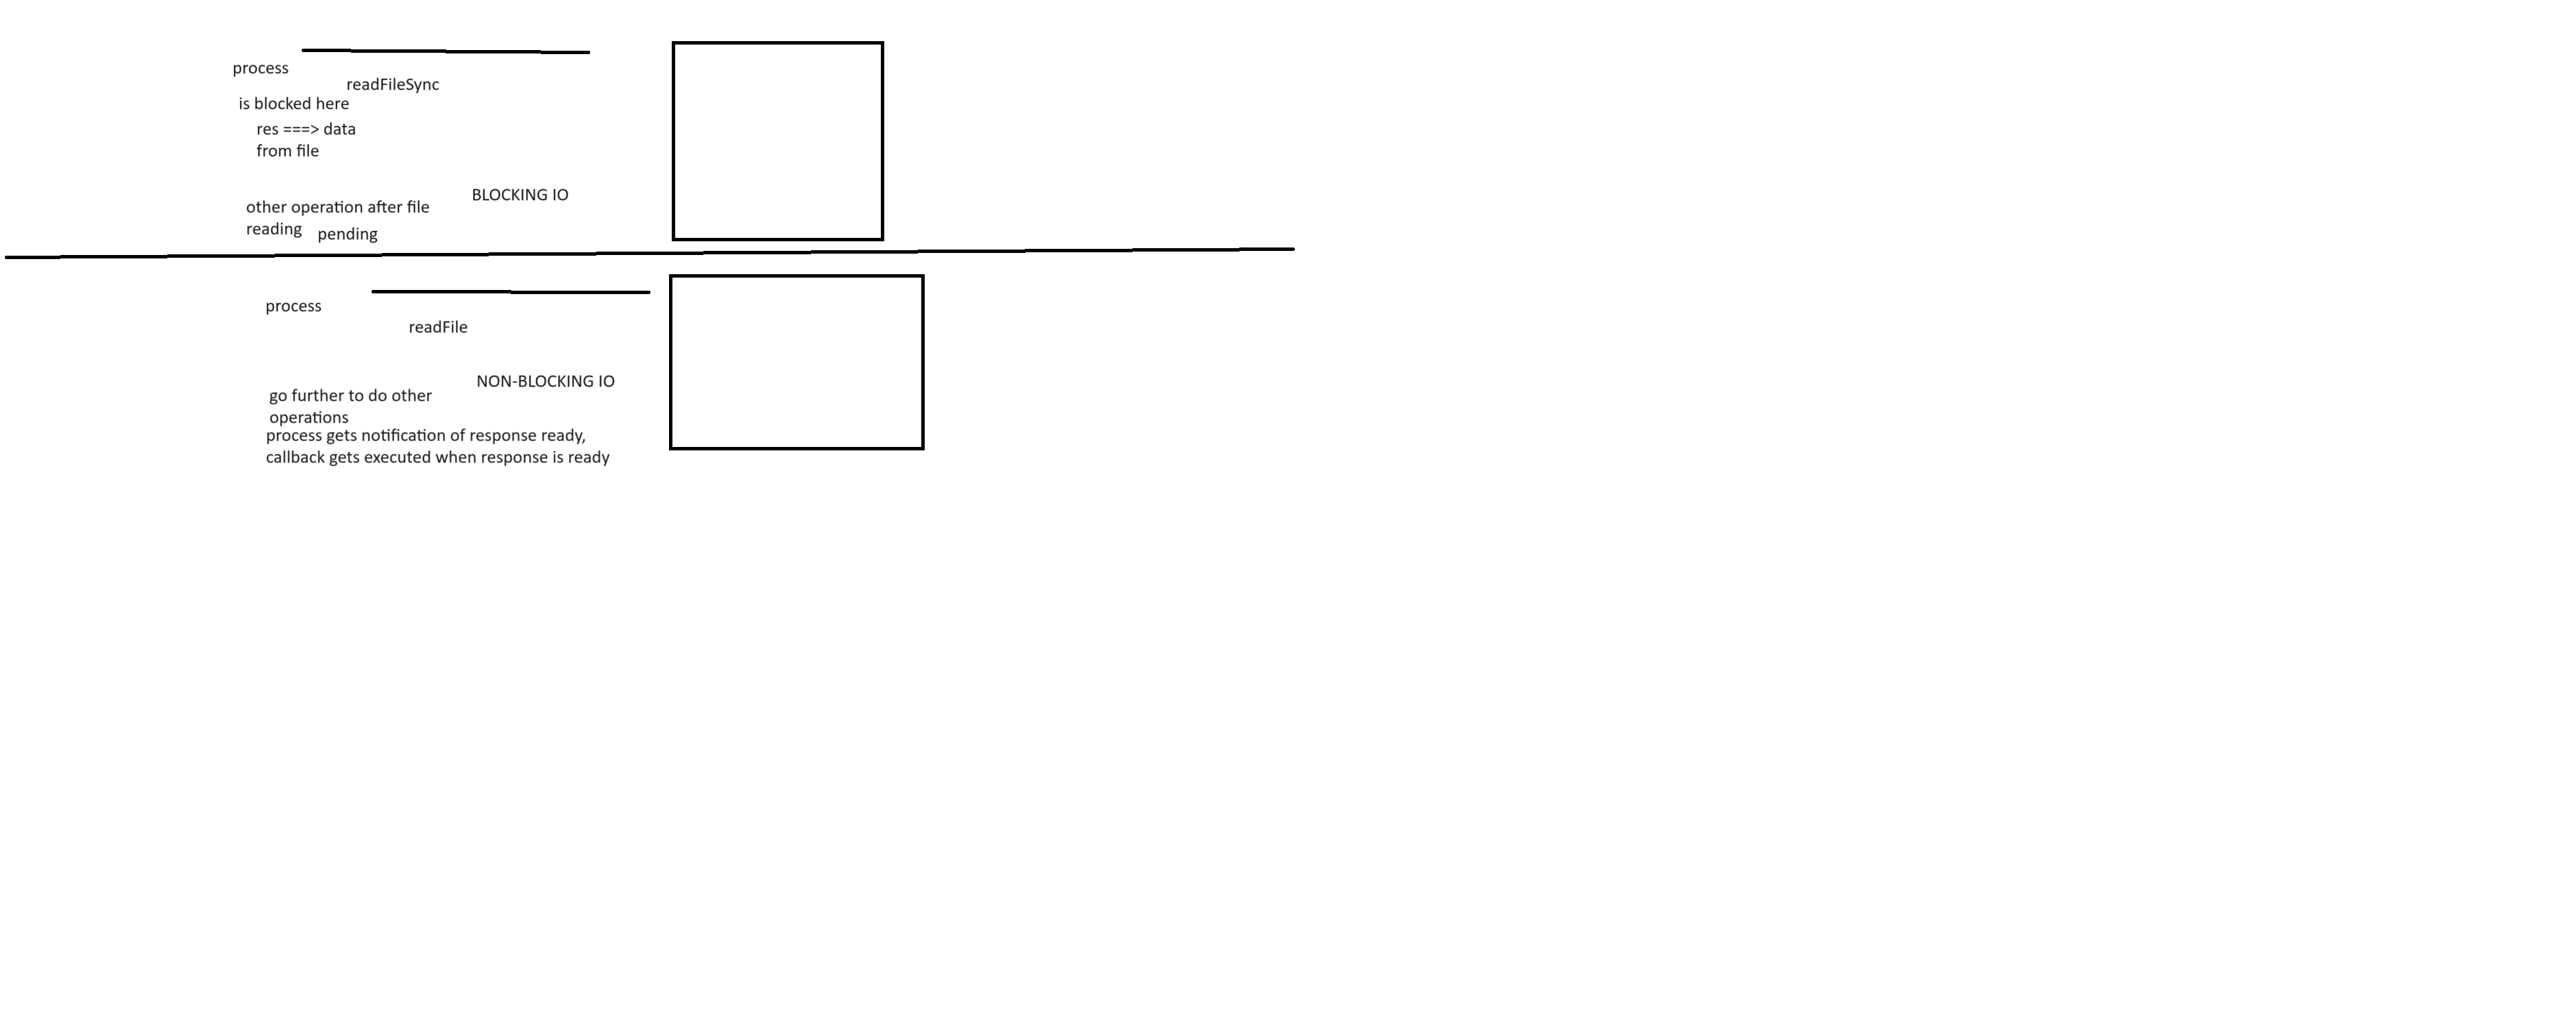 process
readFileSync
is blocked here
res ===> data
from file
BLOCKING IO
other operation after file
reading
pending
process
readFile
NON-BLOCKING IO
go further to do other
operations
process gets notification of response ready,
callback gets executed when response is ready